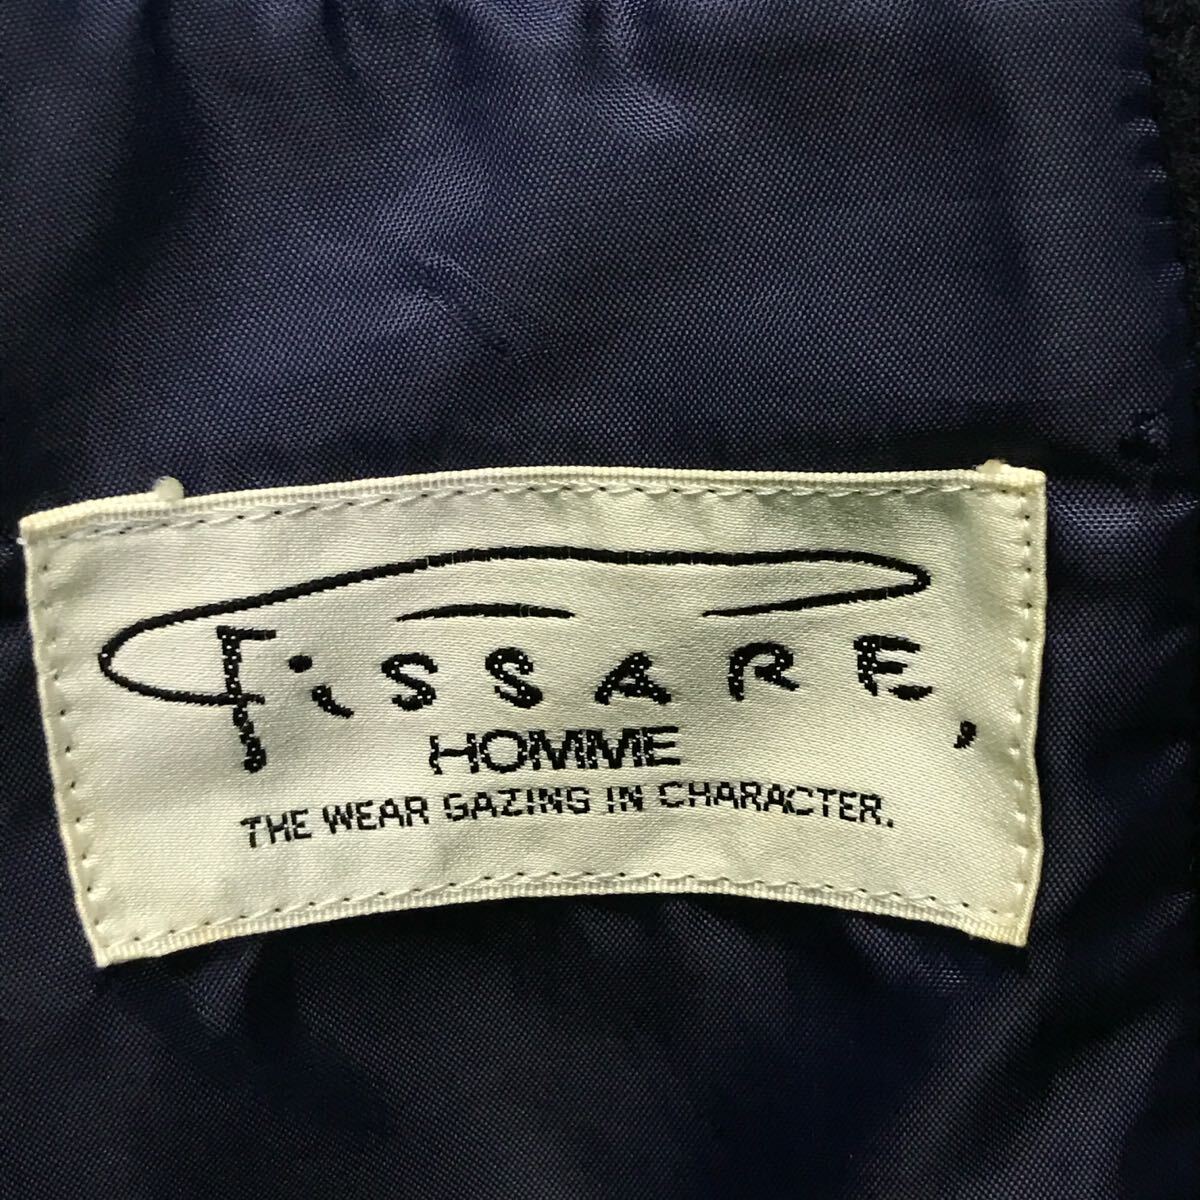 FiSSARE,
HOMME
THE WEAR GAZING IN CHARACTER.